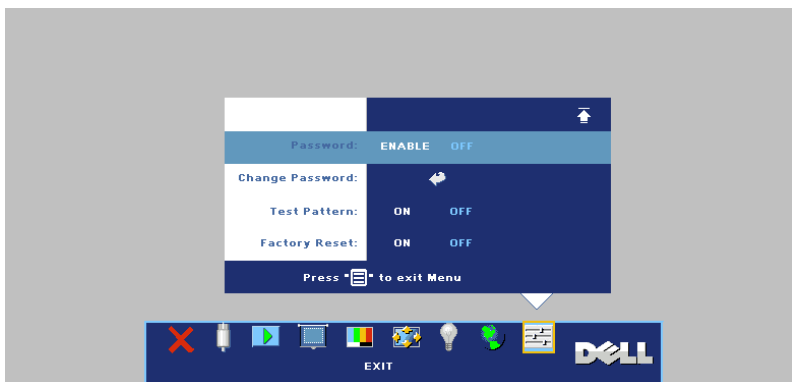 Password: ENABLE OFF
Change Password:
Test Pattern: ON OFF
Factory Reset: ON OFF
Press "" to exit Menu
EXIT
DELL